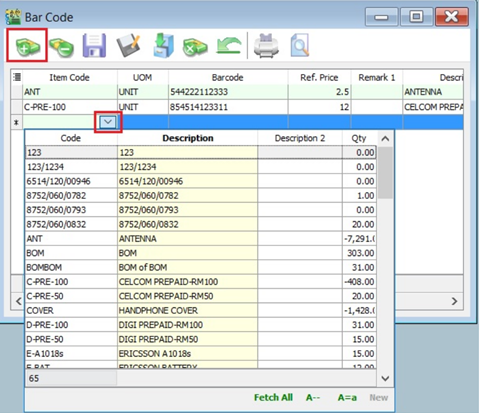 Bar Code
Item Code UOM Barcode Ref. Price Remark 1 Descri
ANT UNIT 544222112333 2.5 ANTENNA
C-PRE-100 UNIT 854514123311 12 CELCOM PREPA
Code Description Description 2 Qty
123 123 0.00
123/1234 123/1234 0.00
6514/120/00946 6514/120/00946 0.00
8752/060/0782 8752/060/0782 1.00
8752/060/0793 8752/060/0793 0.00
8752/060/0832 8752/060/0832 20.00
ANT ANTENNA -7,291.0
BOM BOM 303.00
BOMBOM BOM of BOM 31.00
C-PRE-100 CELCOM PREPAID-RM100 -408.00
C-PRE-50 CELCOM PREPAID-RM50 20.00
COVER HANDPHONE COVER -1,428.0
D-PRE-100 DIGI PREPAID-RM100 31.00
D-PRE-50 DIGI PREPAID-RM50 15.00
E-A1018s ERICSSON A1018s 15.00
E-BAT ERICSSON BATTERY 12.00
65
Fetch All A-- A=a New